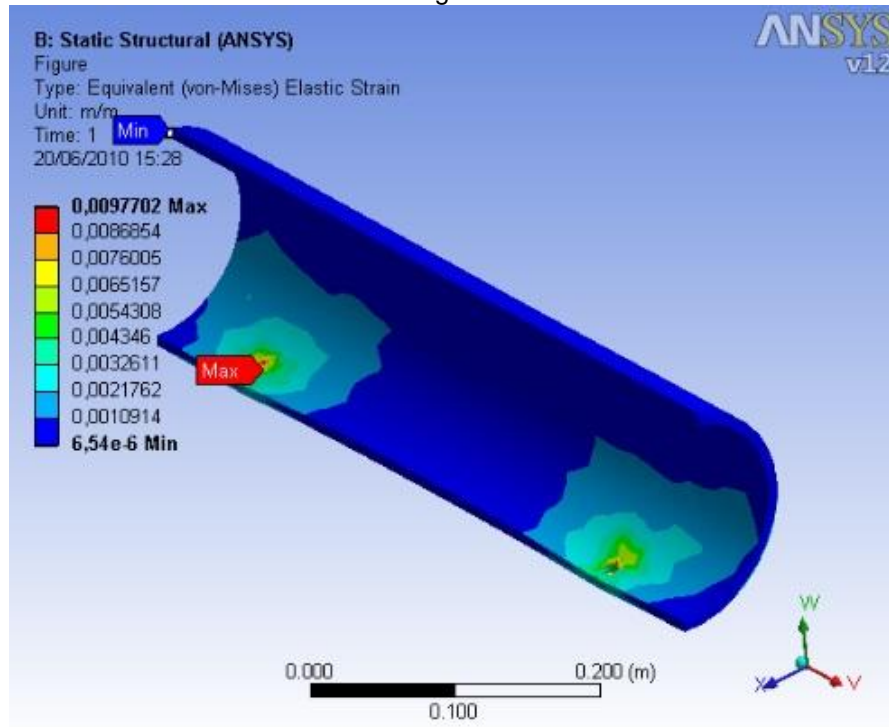 B: Static Structural (ANSYS)
Figure
Type: Equivalent (von-Mises) Elastic Strain
Unit: m/m
Time: 1
20/06/2010 15:28
Min
ANSYS
v12
0,0097702 Max
0,0086854
0,0076005
0,0065157
0,0054308
0,004346
0,0032611
0,0021762
0,0010914
6,54e-6 Min
Max
0.000
0.200 (m)
0.100
W
X
V